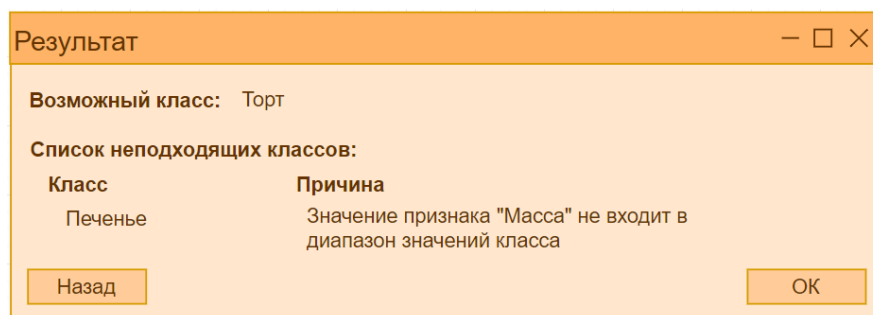 Результат
Возможный класс: Торт
Список неподходящих классов:
Класс Причина
Печенье Значение признака "Масса" не входит в
диапазон значений класса
Назад ОК